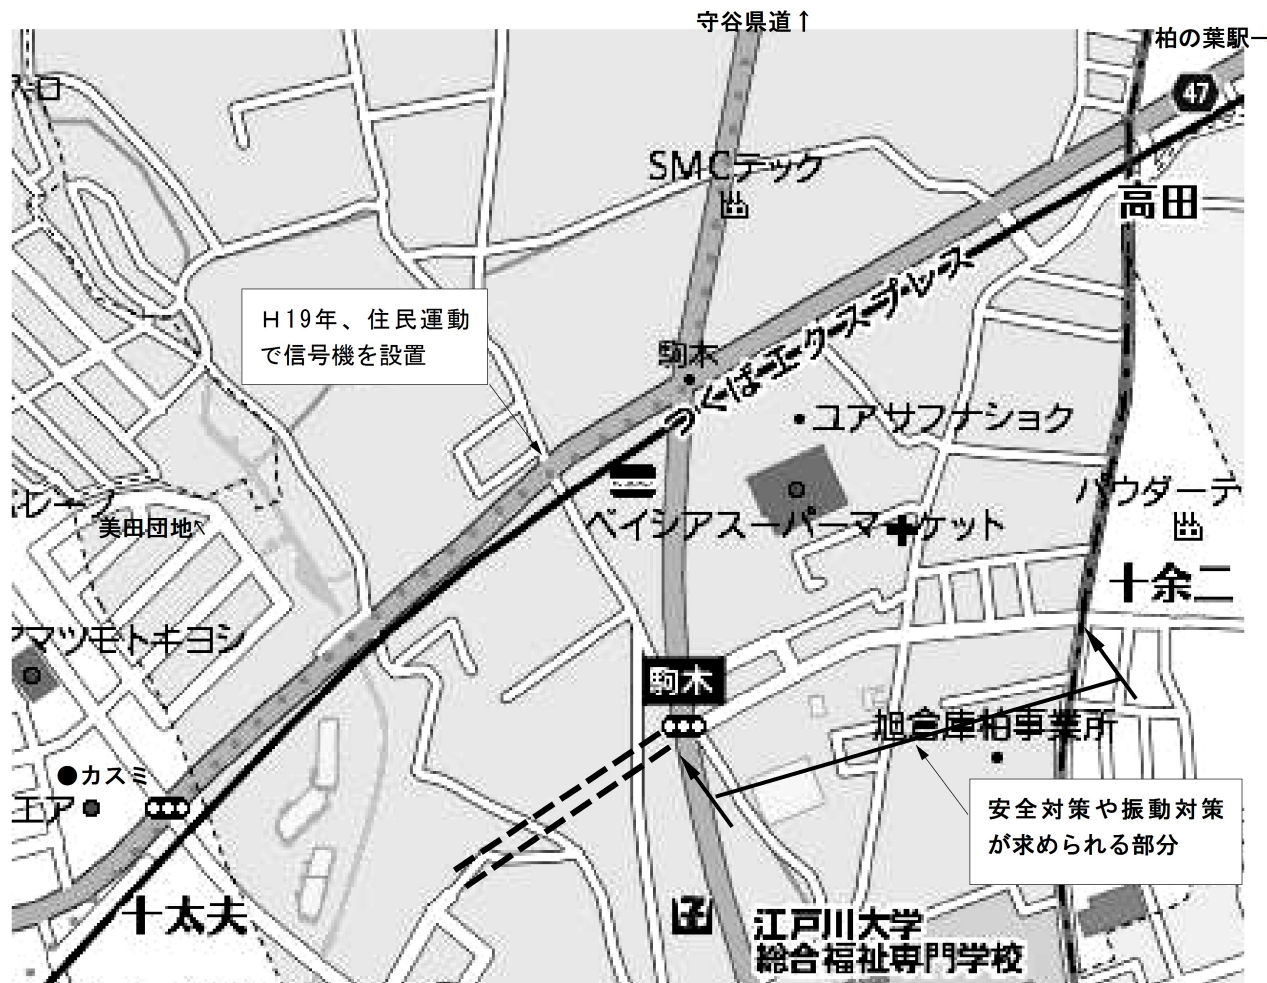 守谷県道↑
柏の葉駅
47
SMCテック
高田
つくばエクスプレス
H19年、住民運動
で信号機を設置
駒木
ユアサフナショク
パウダーテ
美田団地
ベイシアスーパーマーケット
十余二
マツモトキヨシ
駒木
旭倉庫柏事業所
●カスミ
エア
安全対策や振動対策
が求められる部分
十太夫
江戸川大学
総合福祉専門学校